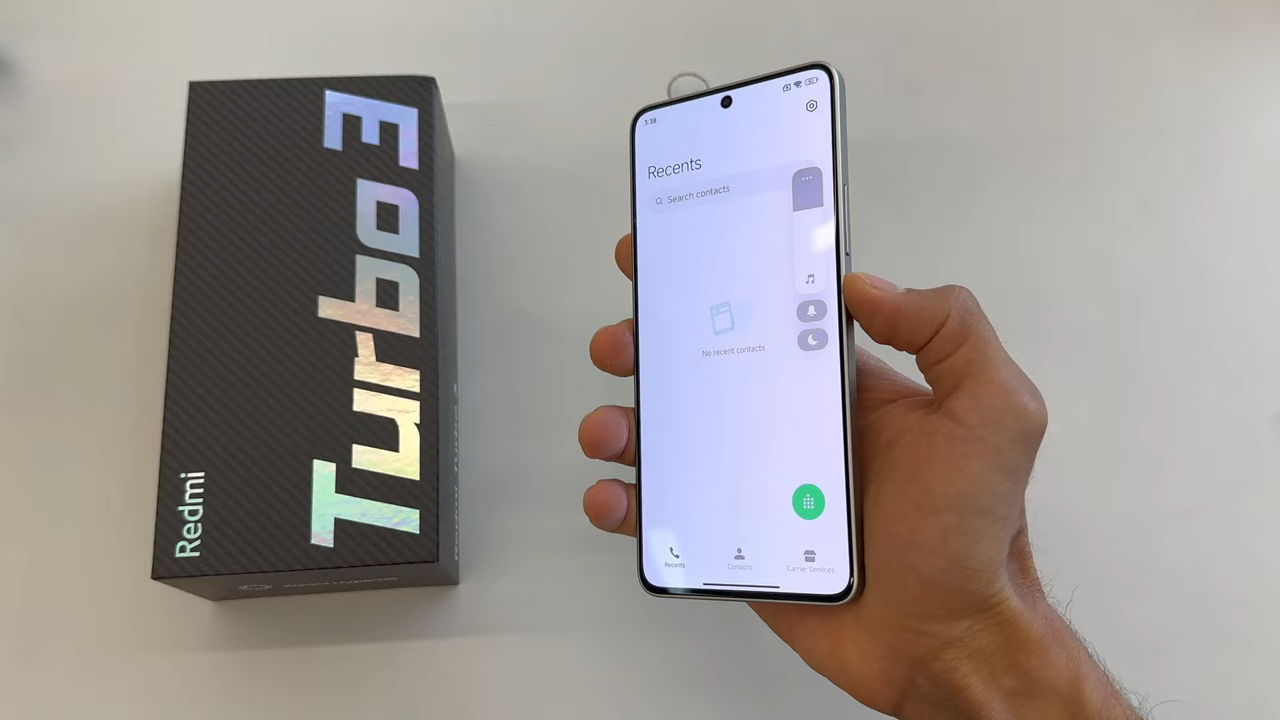 Redmi
Turbo 3
3:38
Recents
Search contacts
No recent contacts
Recents
Contacts
Carrier Services